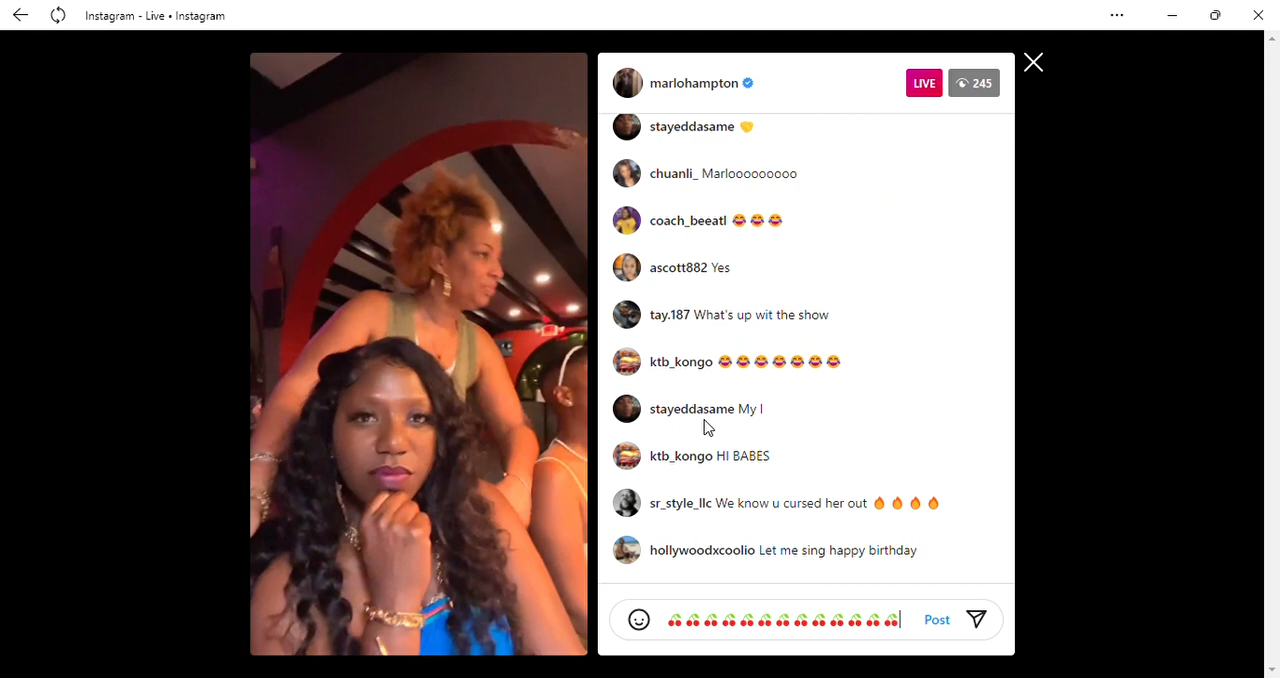 Instagram - Live • Instagram
marlohampton
LIVE
245
stayeddasame 🤛
chuanli_ Marlooooooooo
coach_beeatl 😂 😂 😂
ascott882 Yes
tay.187 What's up wit the show
ktb_kongo 😂 😂 😂 😂 😂 😂 😂
stayeddasame My l
ktb_kongo HI BABES
sr_style_llc We know u cursed her out 🔥 🔥 🔥 🔥
hollywoodxcoolio Let me sing happy birthday
🍒🍒🍒🍒🍒🍒🍒🍒🍒🍒🍒🍒🍒 Post